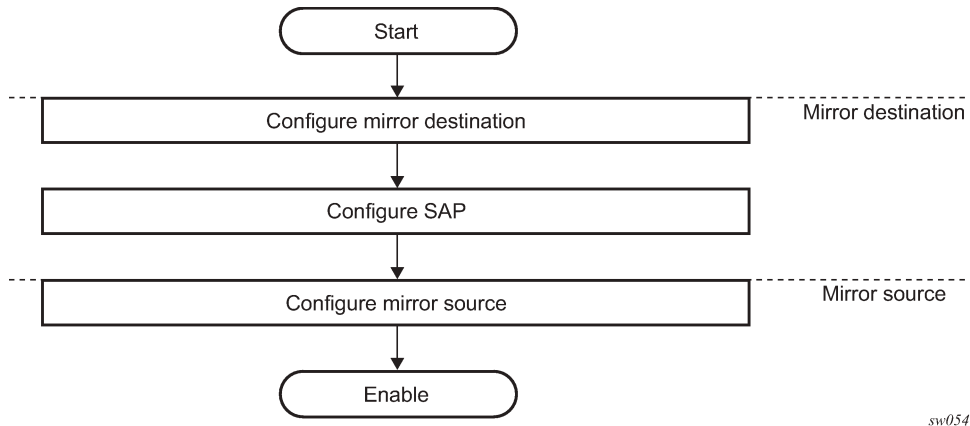 Start
Configure mirror destination
Mirror destination
Configure SAP
Configure mirror source
Mirror source
Enable
sw054